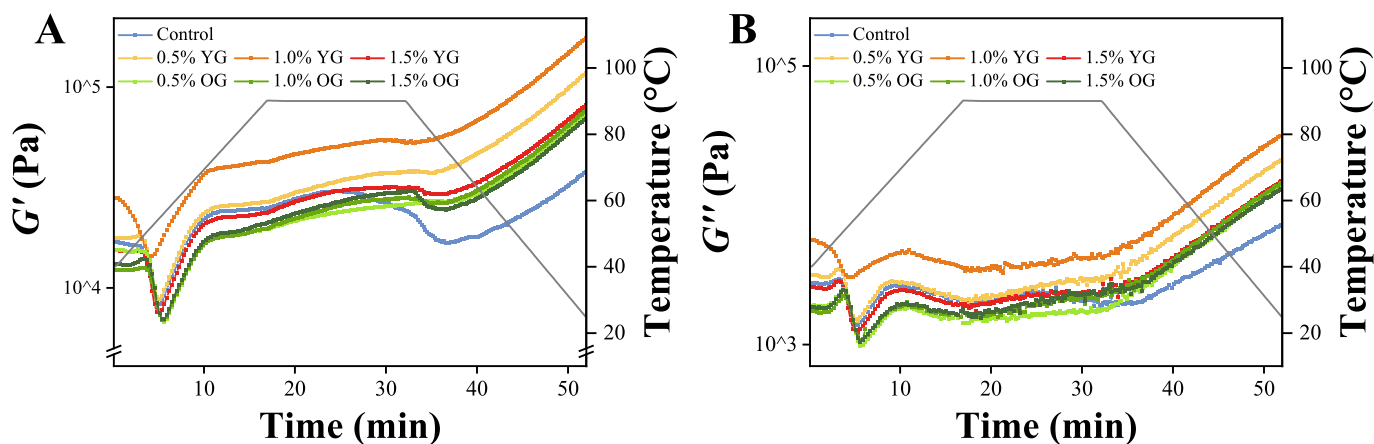 A
Control
0.5% YG 1.0% YG 1.5% YG
0.5% OG 1.0% OG 1.5% OG
10^5
10^4
G′ (Pa)
100
80
60
40
20
Temperature (°C)
10 20 30 40 50
Time (min)
B
Control
0.5% YG 1.0% YG 1.5% YG
0.5% OG 1.0% OG 1.5% OG
10^5
10^3
G′′ (Pa)
100
80
60
40
20
Temperature (°C)
10 20 30 40 50
Time (min)